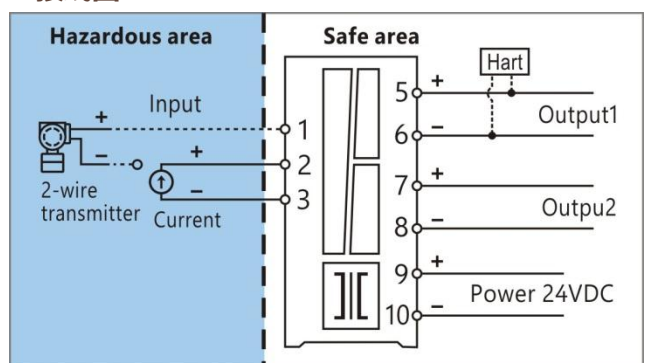 Hazardous area
Safe area
Hart
5 +
Output1
6 −
+ Input
1
− + 2
− 3
2-wire
transmitter
Current
7 +
Outpu2
8 −
9 +
Power 24VDC
10 −